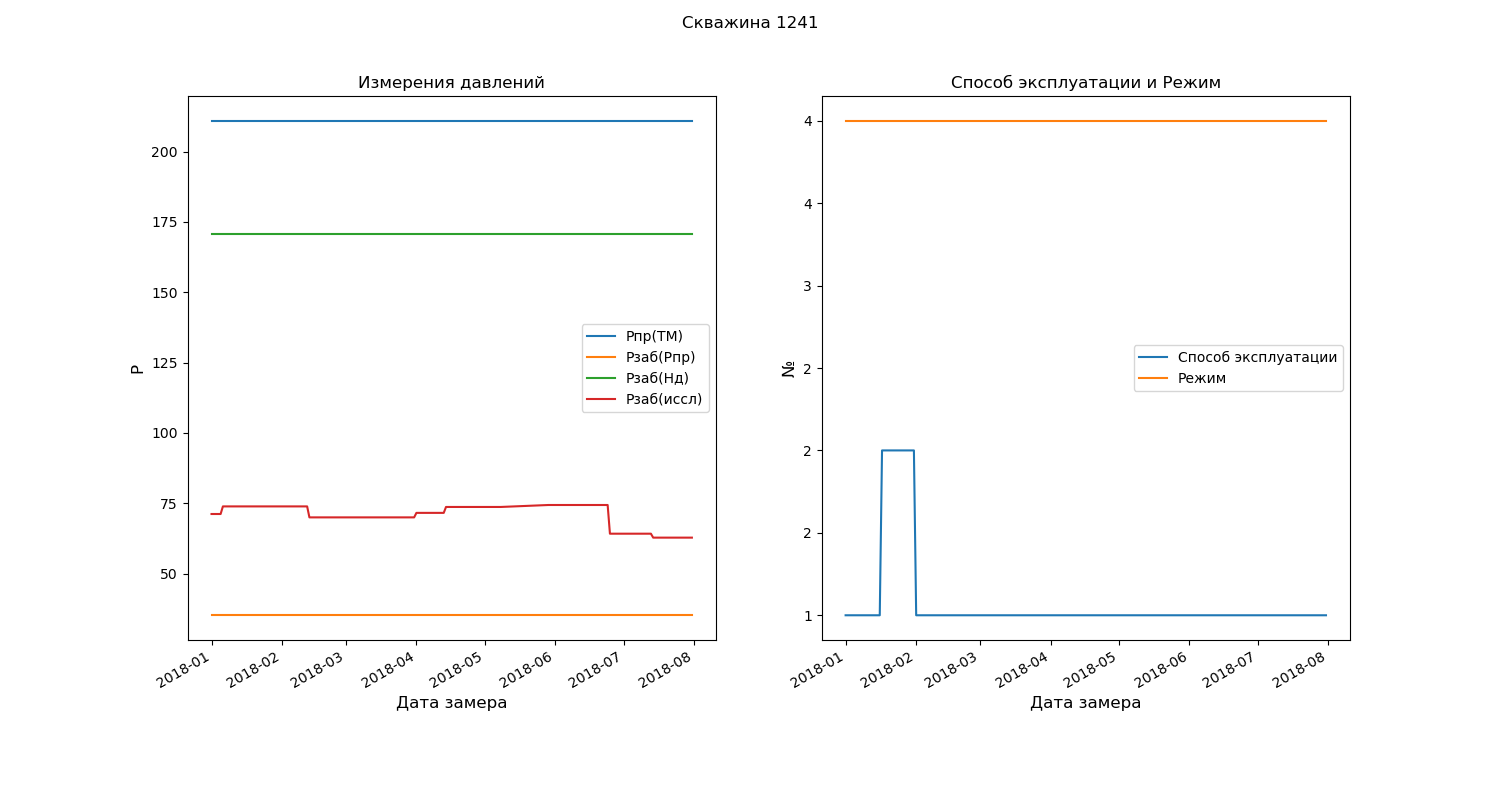 Скважина 1241
Измерения давлений
200
175
150
125
100
75
50
P
Рпр(ТМ)
Рзаб(Рпр)
Рзаб(Нд)
Рзаб(иссл)
2018-01
2018-02
2018-03
2018-04
2018-05
2018-06
2018-07
2018-08
Дата замера
Способ эксплуатации и Режим
4
4
3
2
2
2
1
№
Способ эксплуатации
Режим
2018-01
2018-02
2018-03
2018-04
2018-05
2018-06
2018-07
2018-08
Дата замера